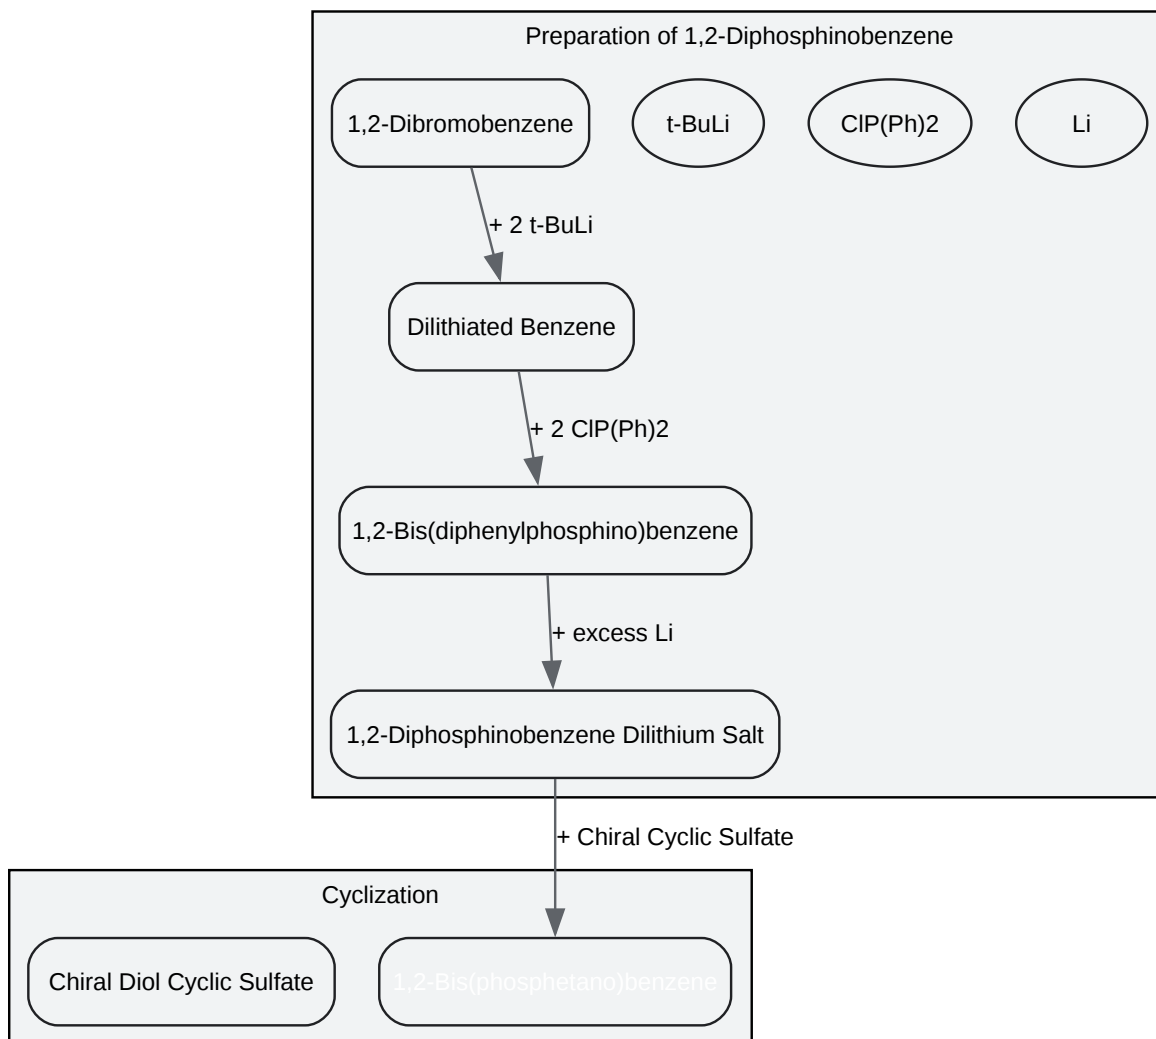 Preparation of 1,2-Diphosphinobenzene
1,2-Dibromobenzene
t-BuLi
ClP(Ph)2
Li
+ 2 t-BuLi
Dilithiated Benzene
+ 2 ClP(Ph)2
1,2-Bis(diphenylphosphino)benzene
+ excess Li
1,2-Diphosphinobenzene Dilithium Salt
+ Chiral Cyclic Sulfate
Cyclization
Chiral Diol Cyclic Sulfate
1,2-Bis(phosphetano)benzene